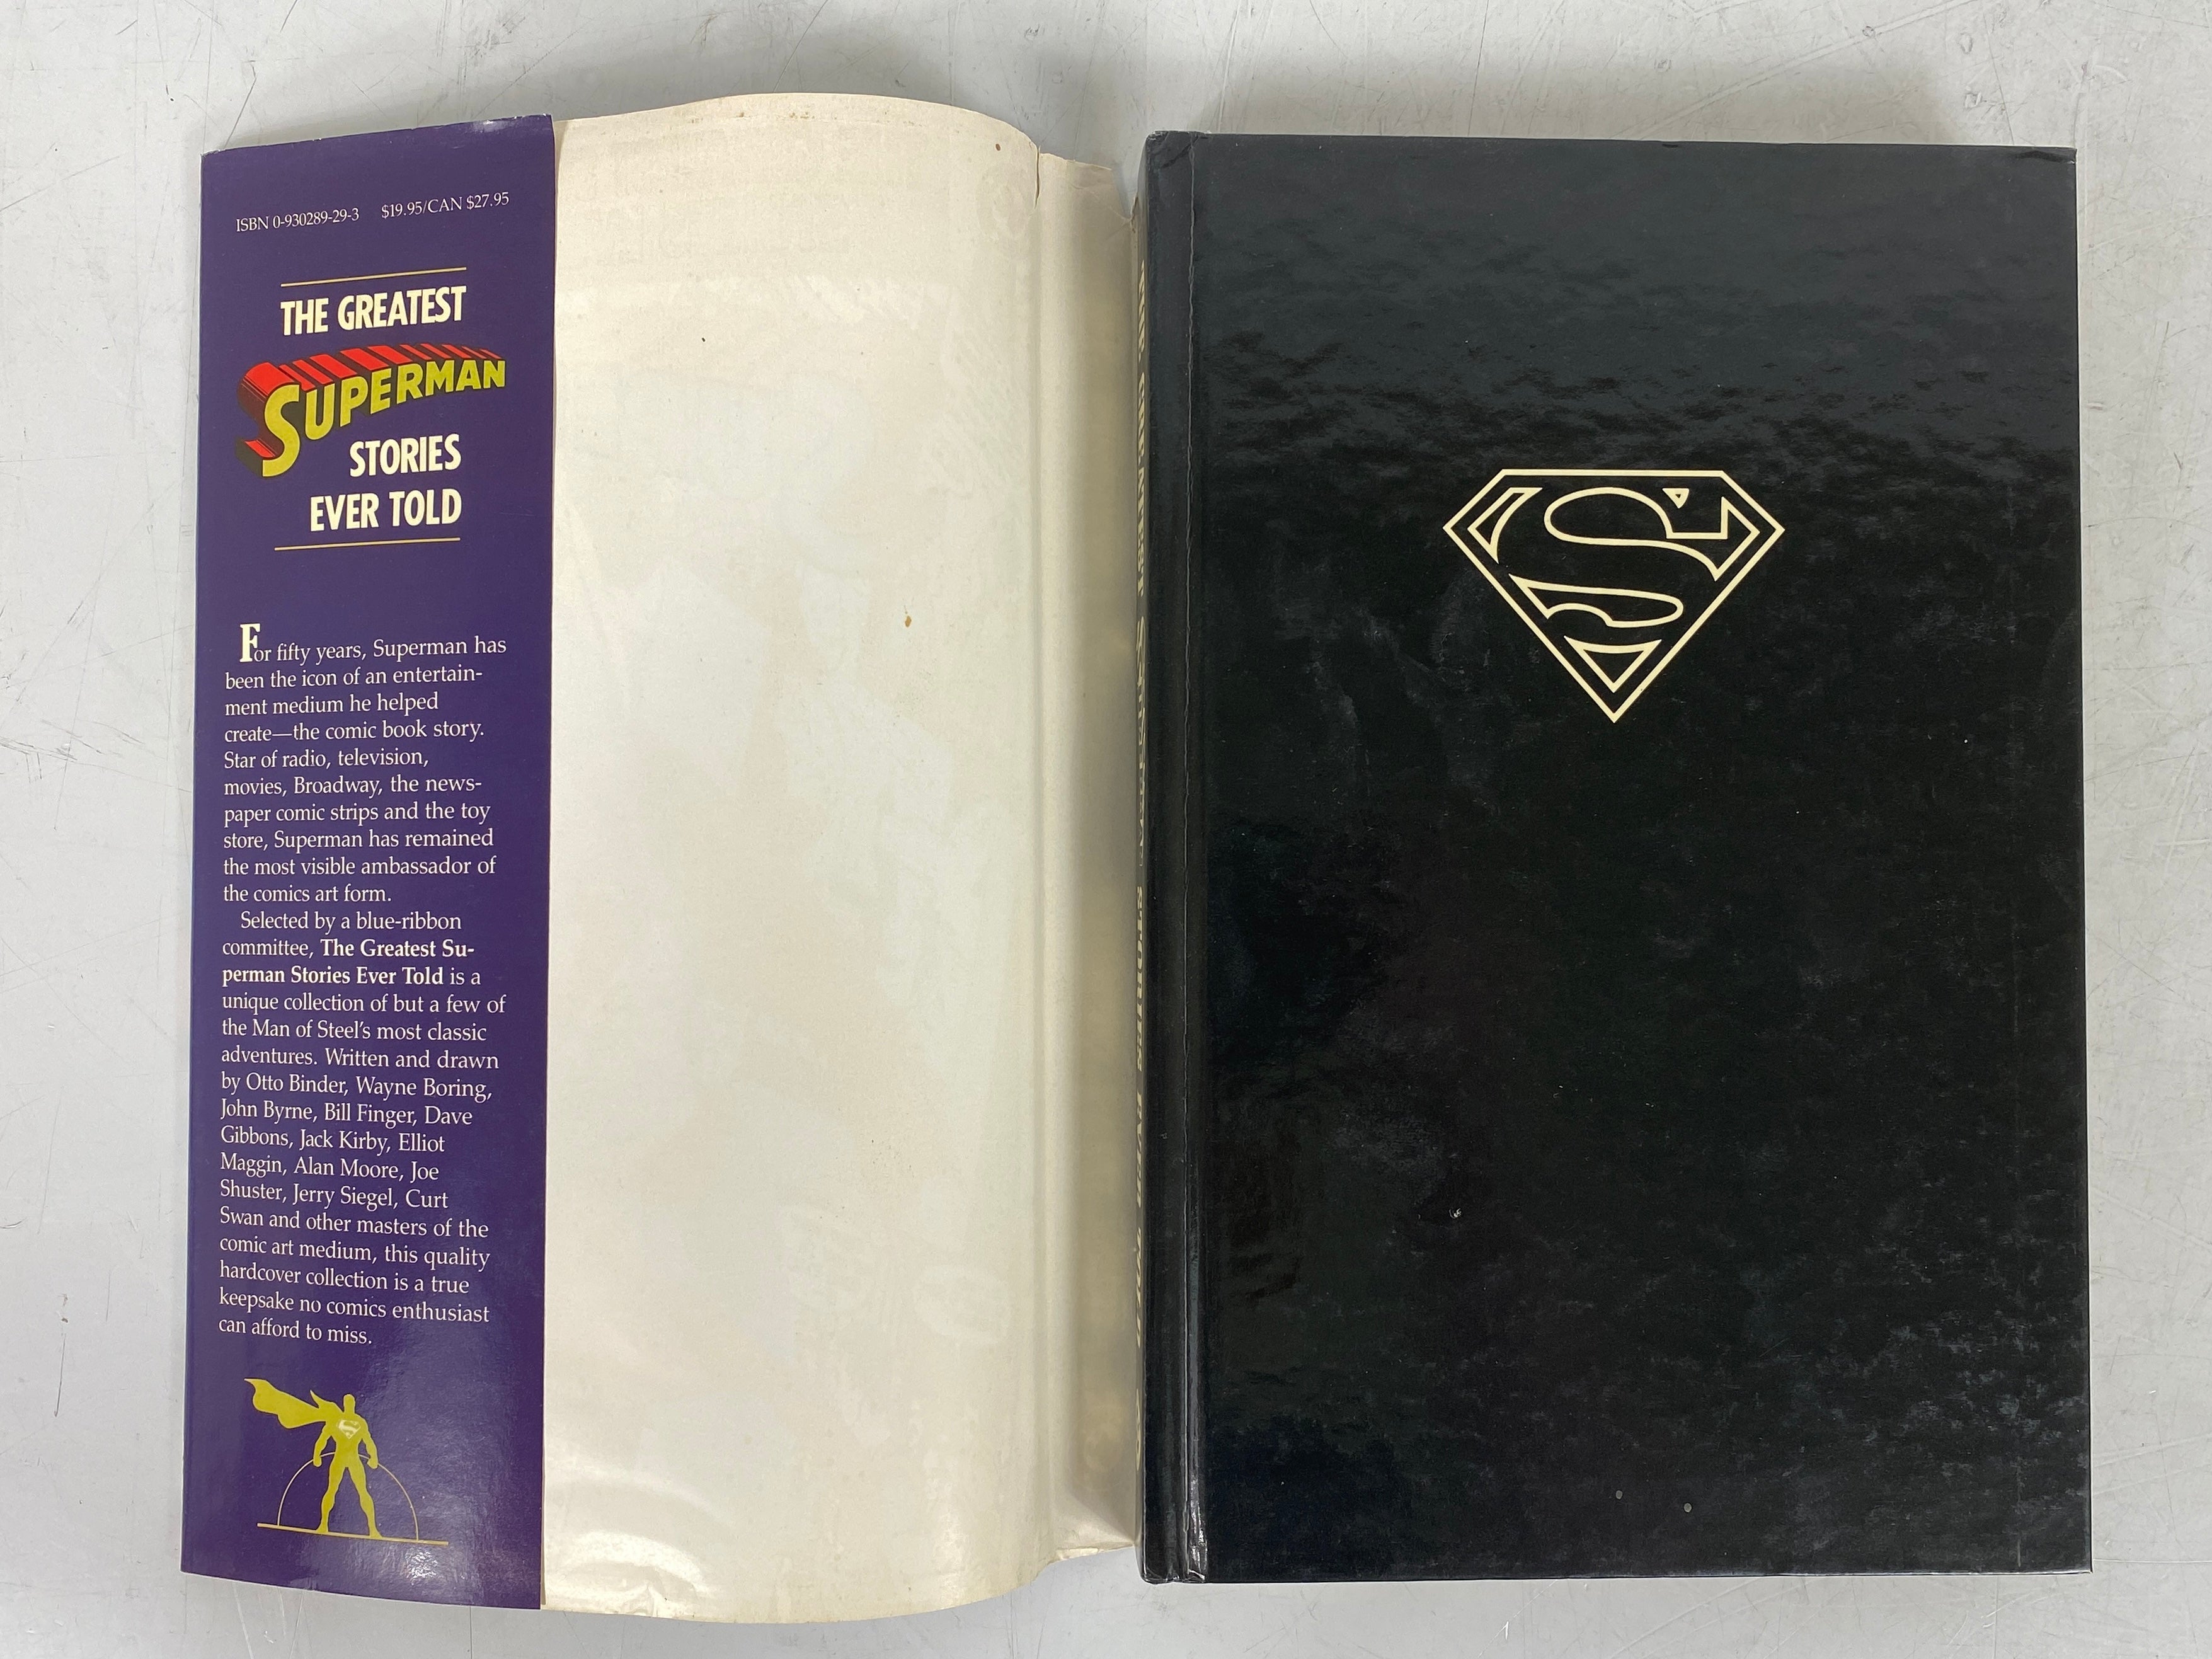 ISBN 0-930289-29-3 $19.95/CAN $27.95
THE GREATEST
SUPERMAN
STORIES
EVER TOLD
For fifty years, Superman has
been the icon of an entertain-
ment medium he helped
create—the comic book story.
Star of radio, television,
movies, Broadway, the news-
paper comic strips and the toy
store, Superman has remained
the most visible ambassador of
the comics art form.
Selected by a blue-ribbon
committee, The Greatest Su-
perman Stories Ever Told is a
unique collection of but a few of
the Man of Steel's most classic
adventures. Written and drawn
by Otto Binder, Wayne Boring,
John Byrne, Bill Finger, Dave
Gibbons, Jack Kirby, Elliot
Maggin, Alan Moore, Joe
Shuster, Jerry Siegel, Curt
Swan and other masters of the
comic art medium, this quality
hardcover collection is a true
keepsake no comics enthusiast
can afford to miss.
S
S
THE GREATEST SUPERMAN STORIES EVER TOLD